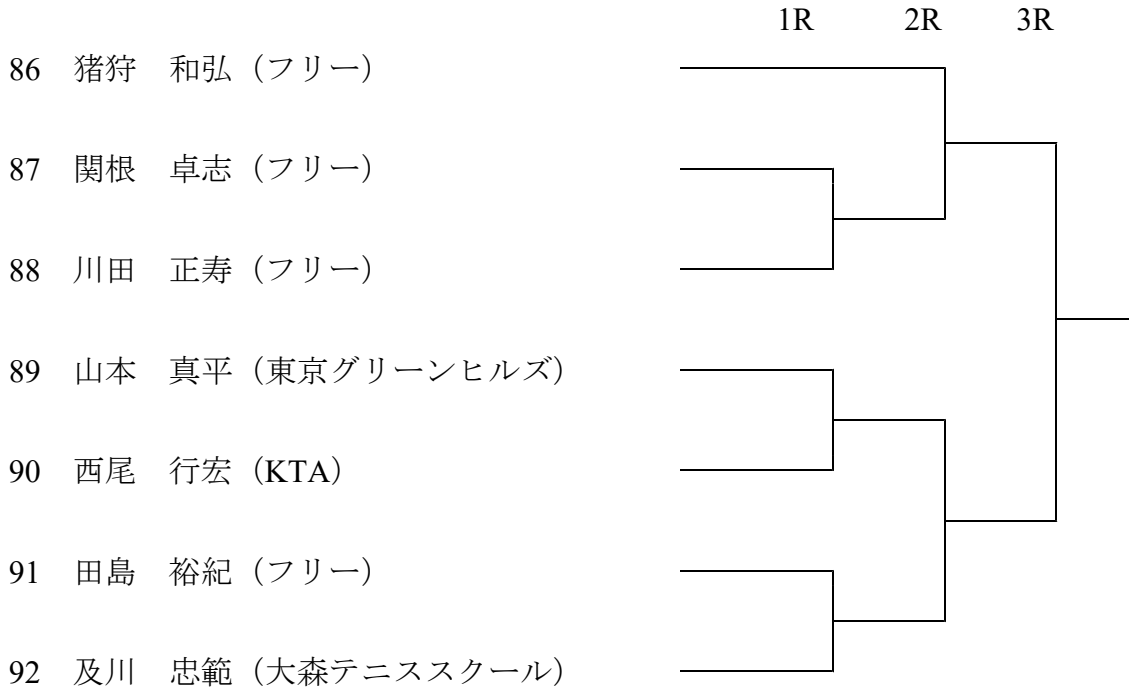 1R 2R 3R
86 猪狩 和弘（フリー）
87 関根 卓志（フリー）
88 川田 正寿（フリー）
89 山本 真平（東京グリーンヒルズ）
90 西尾 行宏（KTA）
91 田島 裕紀（フリー）
92 及川 忠範（大森テニススクール）